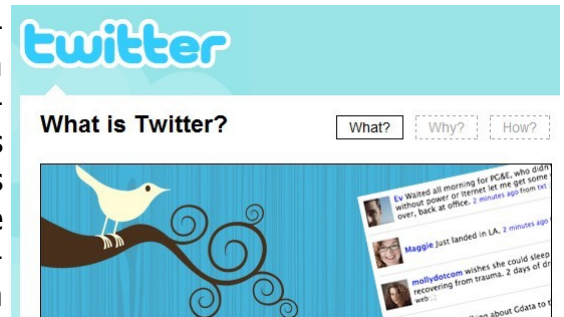 twitter
What is Twitter?
What? Why? How?
Ev Waited all morning for PG&E, who didn't
without power or iternet let me get some
over, back at office. 2 minutes ago from txt
Maggie just landed in LA. 2 minutes ago
mollydotcom wishes she could sleep
recovering from trauma. 2 days of
web
about Gdata to